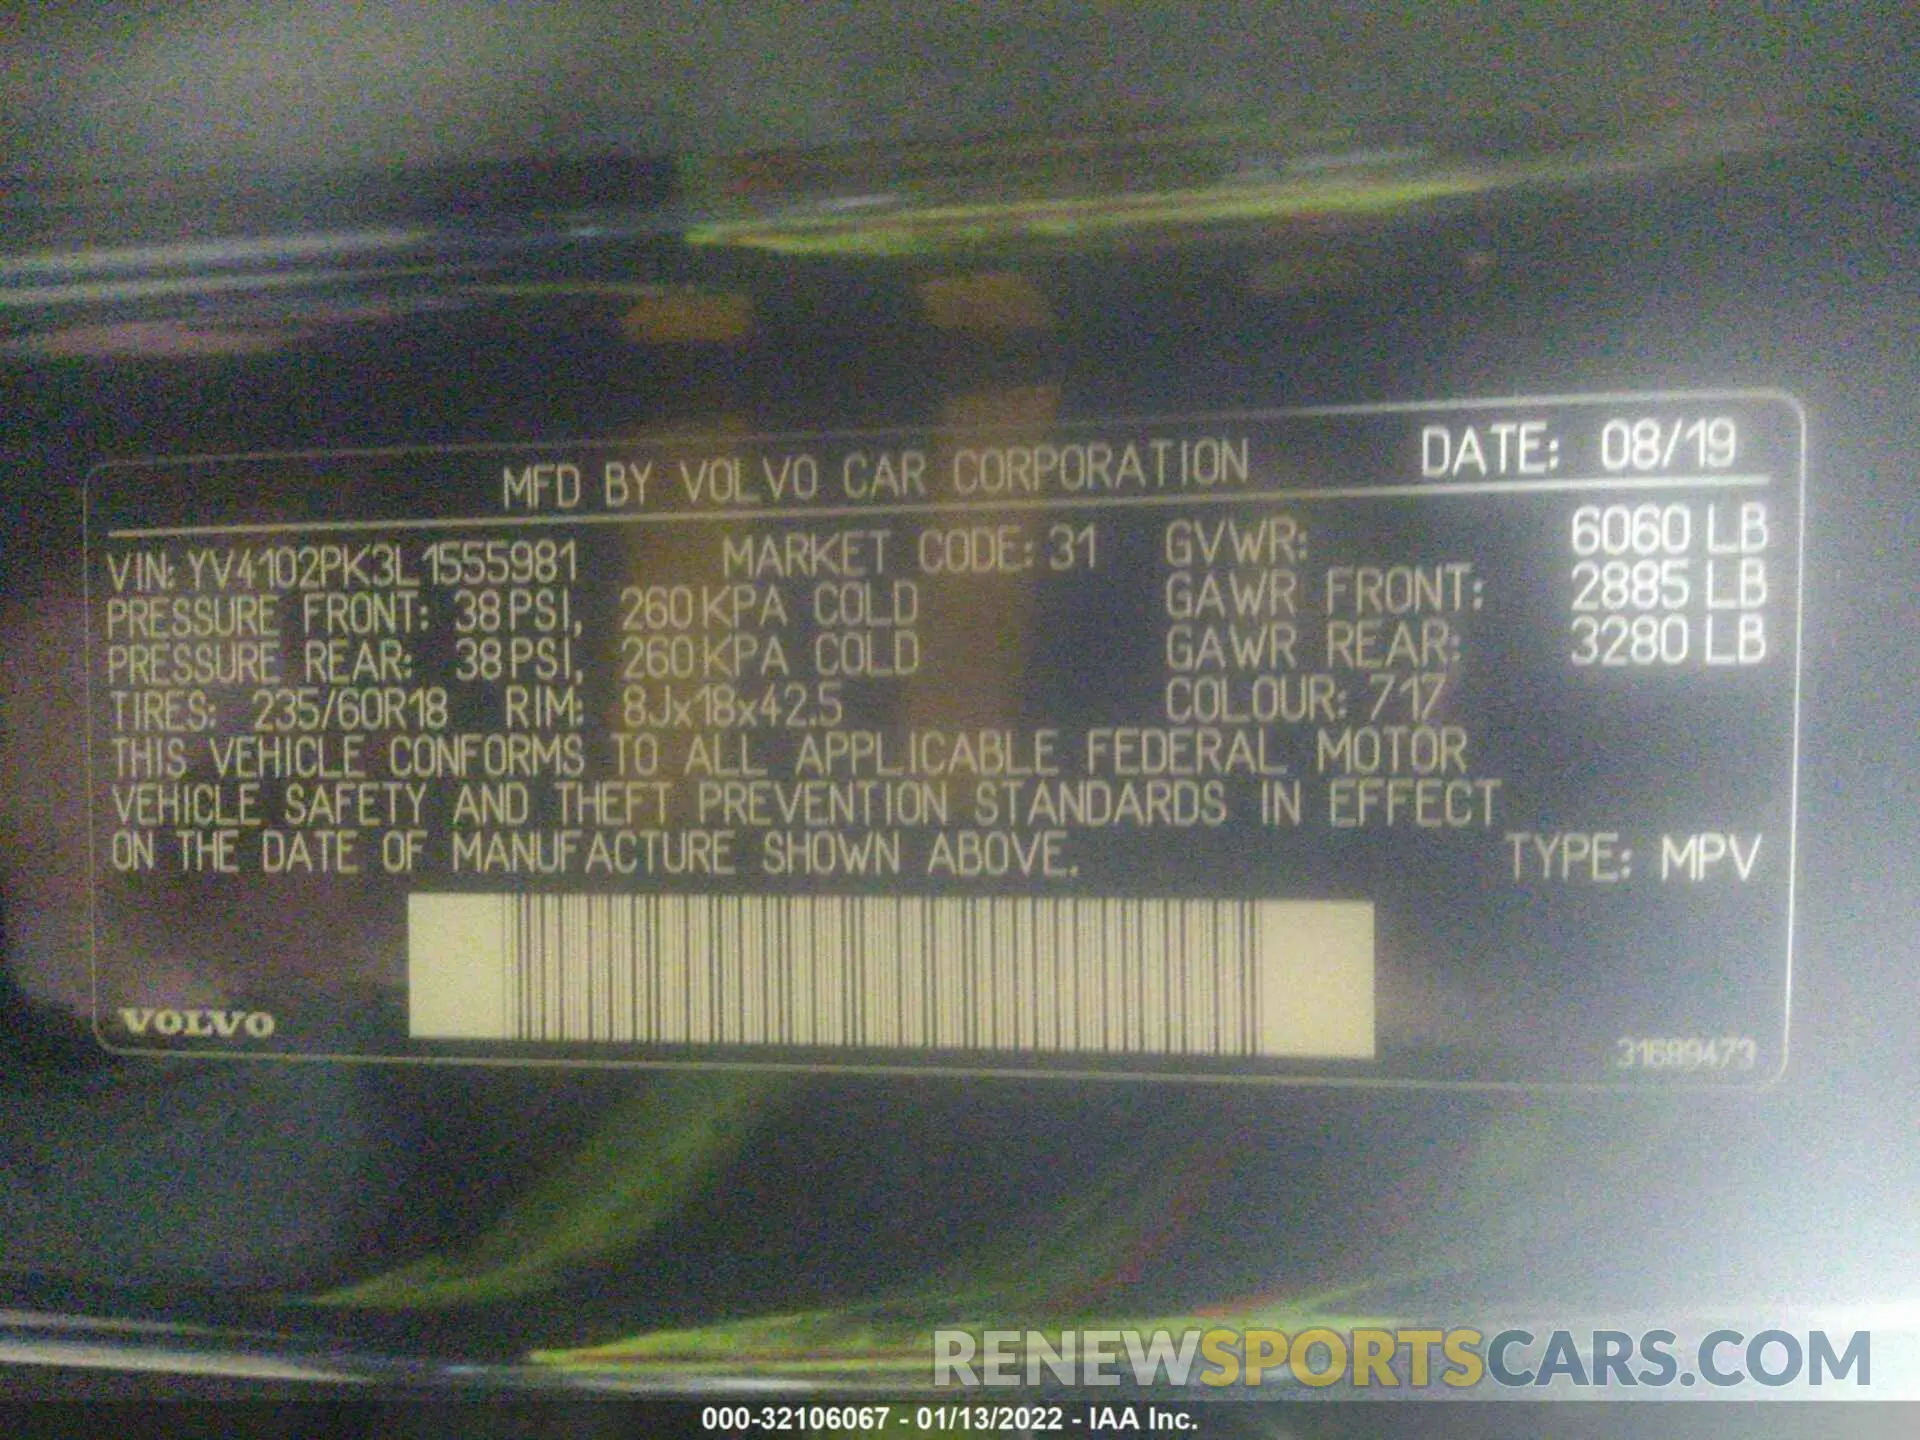 MFD BY VOLVO CAR CORPORATION DATE: 08/19
VIN: YV4102PK3L1555981 MARKET CODE: 31 GVWR: 6060 LB
PRESSURE FRONT: 38 PSI, 260 KPA COLD GAWR FRONT: 2885 LB
PRESSURE REAR: 38 PSI, 260 KPA COLD GAWR REAR: 3280 LB
TIRES: 235/60R18 RIM: 8Jx18x42.5 COLOUR: 717
THIS VEHICLE CONFORMS TO ALL APPLICABLE FEDERAL MOTOR
VEHICLE SAFETY AND THEFT PREVENTION STANDARDS IN EFFECT
ON THE DATE OF MANUFACTURE SHOWN ABOVE. TYPE: MPV
VOLVO 31689473
RENEWSPORTSCARS.COM
000-32106067 - 01/13/2022 - IAA Inc.